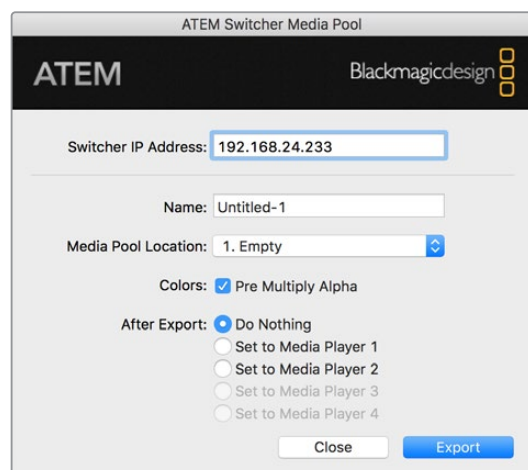 ATEM Switcher Media Pool
ATEM
Blackmagicdesign
Switcher IP Address: 192.168.24.233
Name: Untitled-1
Media Pool Location: 1. Empty
Colors: Pre Multiply Alpha
After Export: Do Nothing
Set to Media Player 1
Set to Media Player 2
Set to Media Player 3
Set to Media Player 4
Close Export